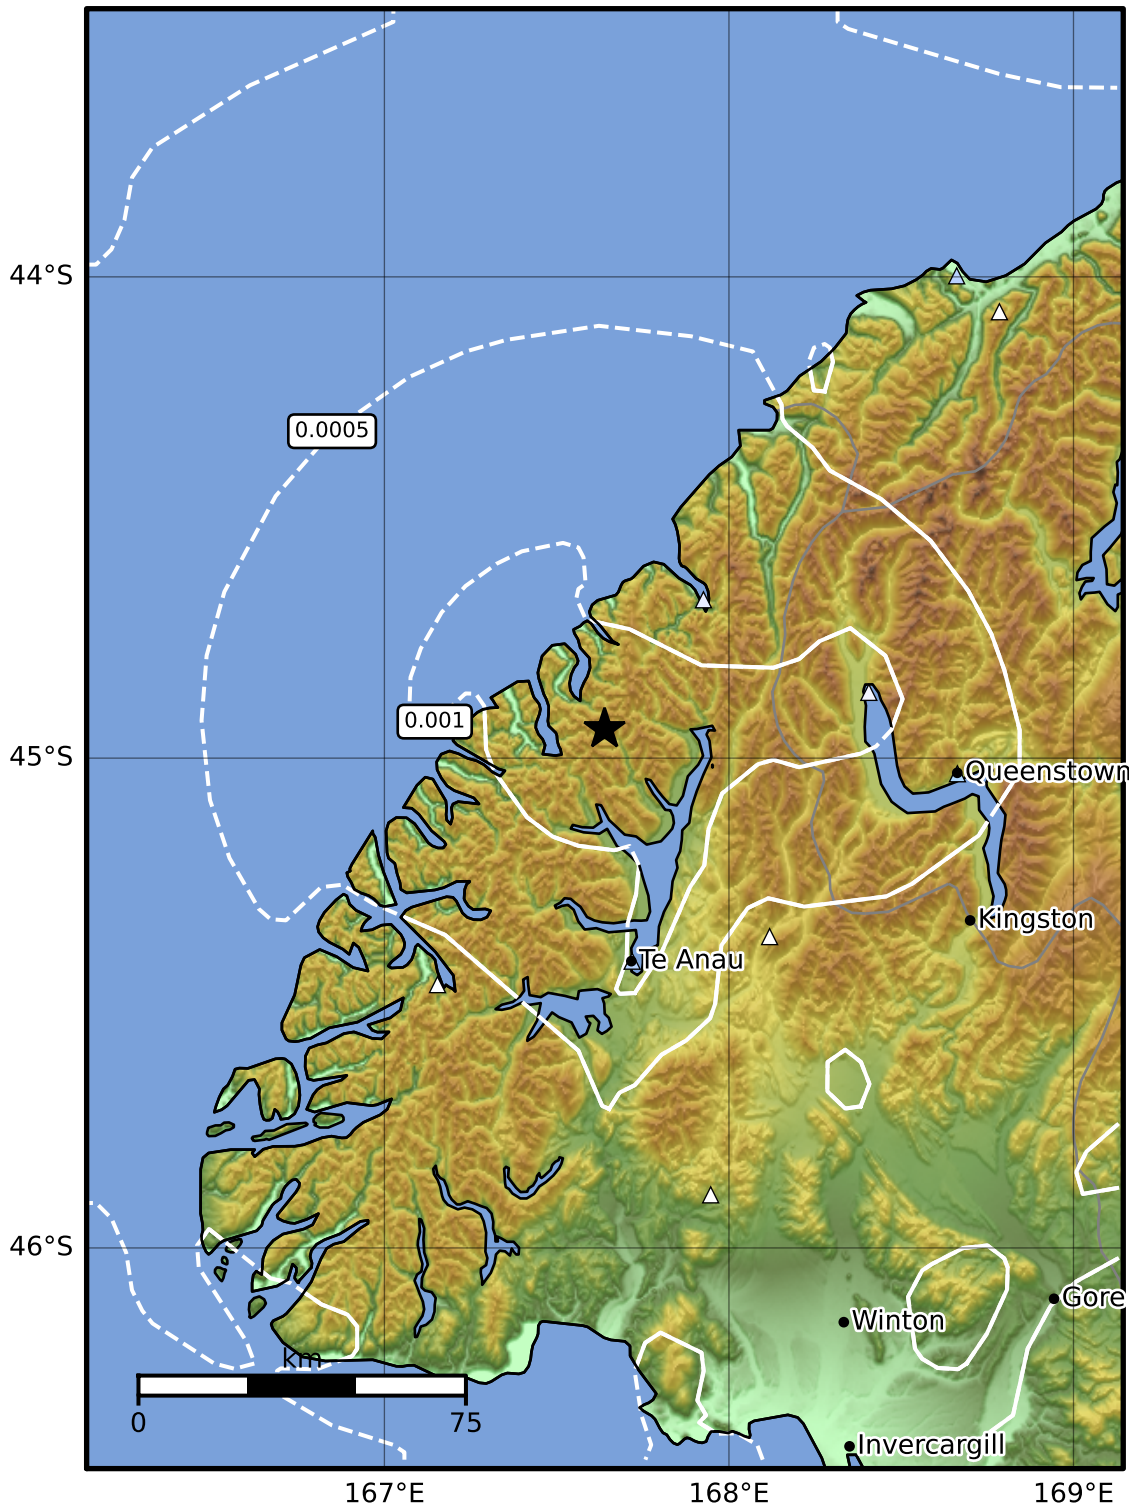 44°S
0.0005
0.001
45°S
Queenstown
Kingston
Te Anau
46°S
Gore
Winton
km
0
75
Invercargill
167°E
168°E
169°E